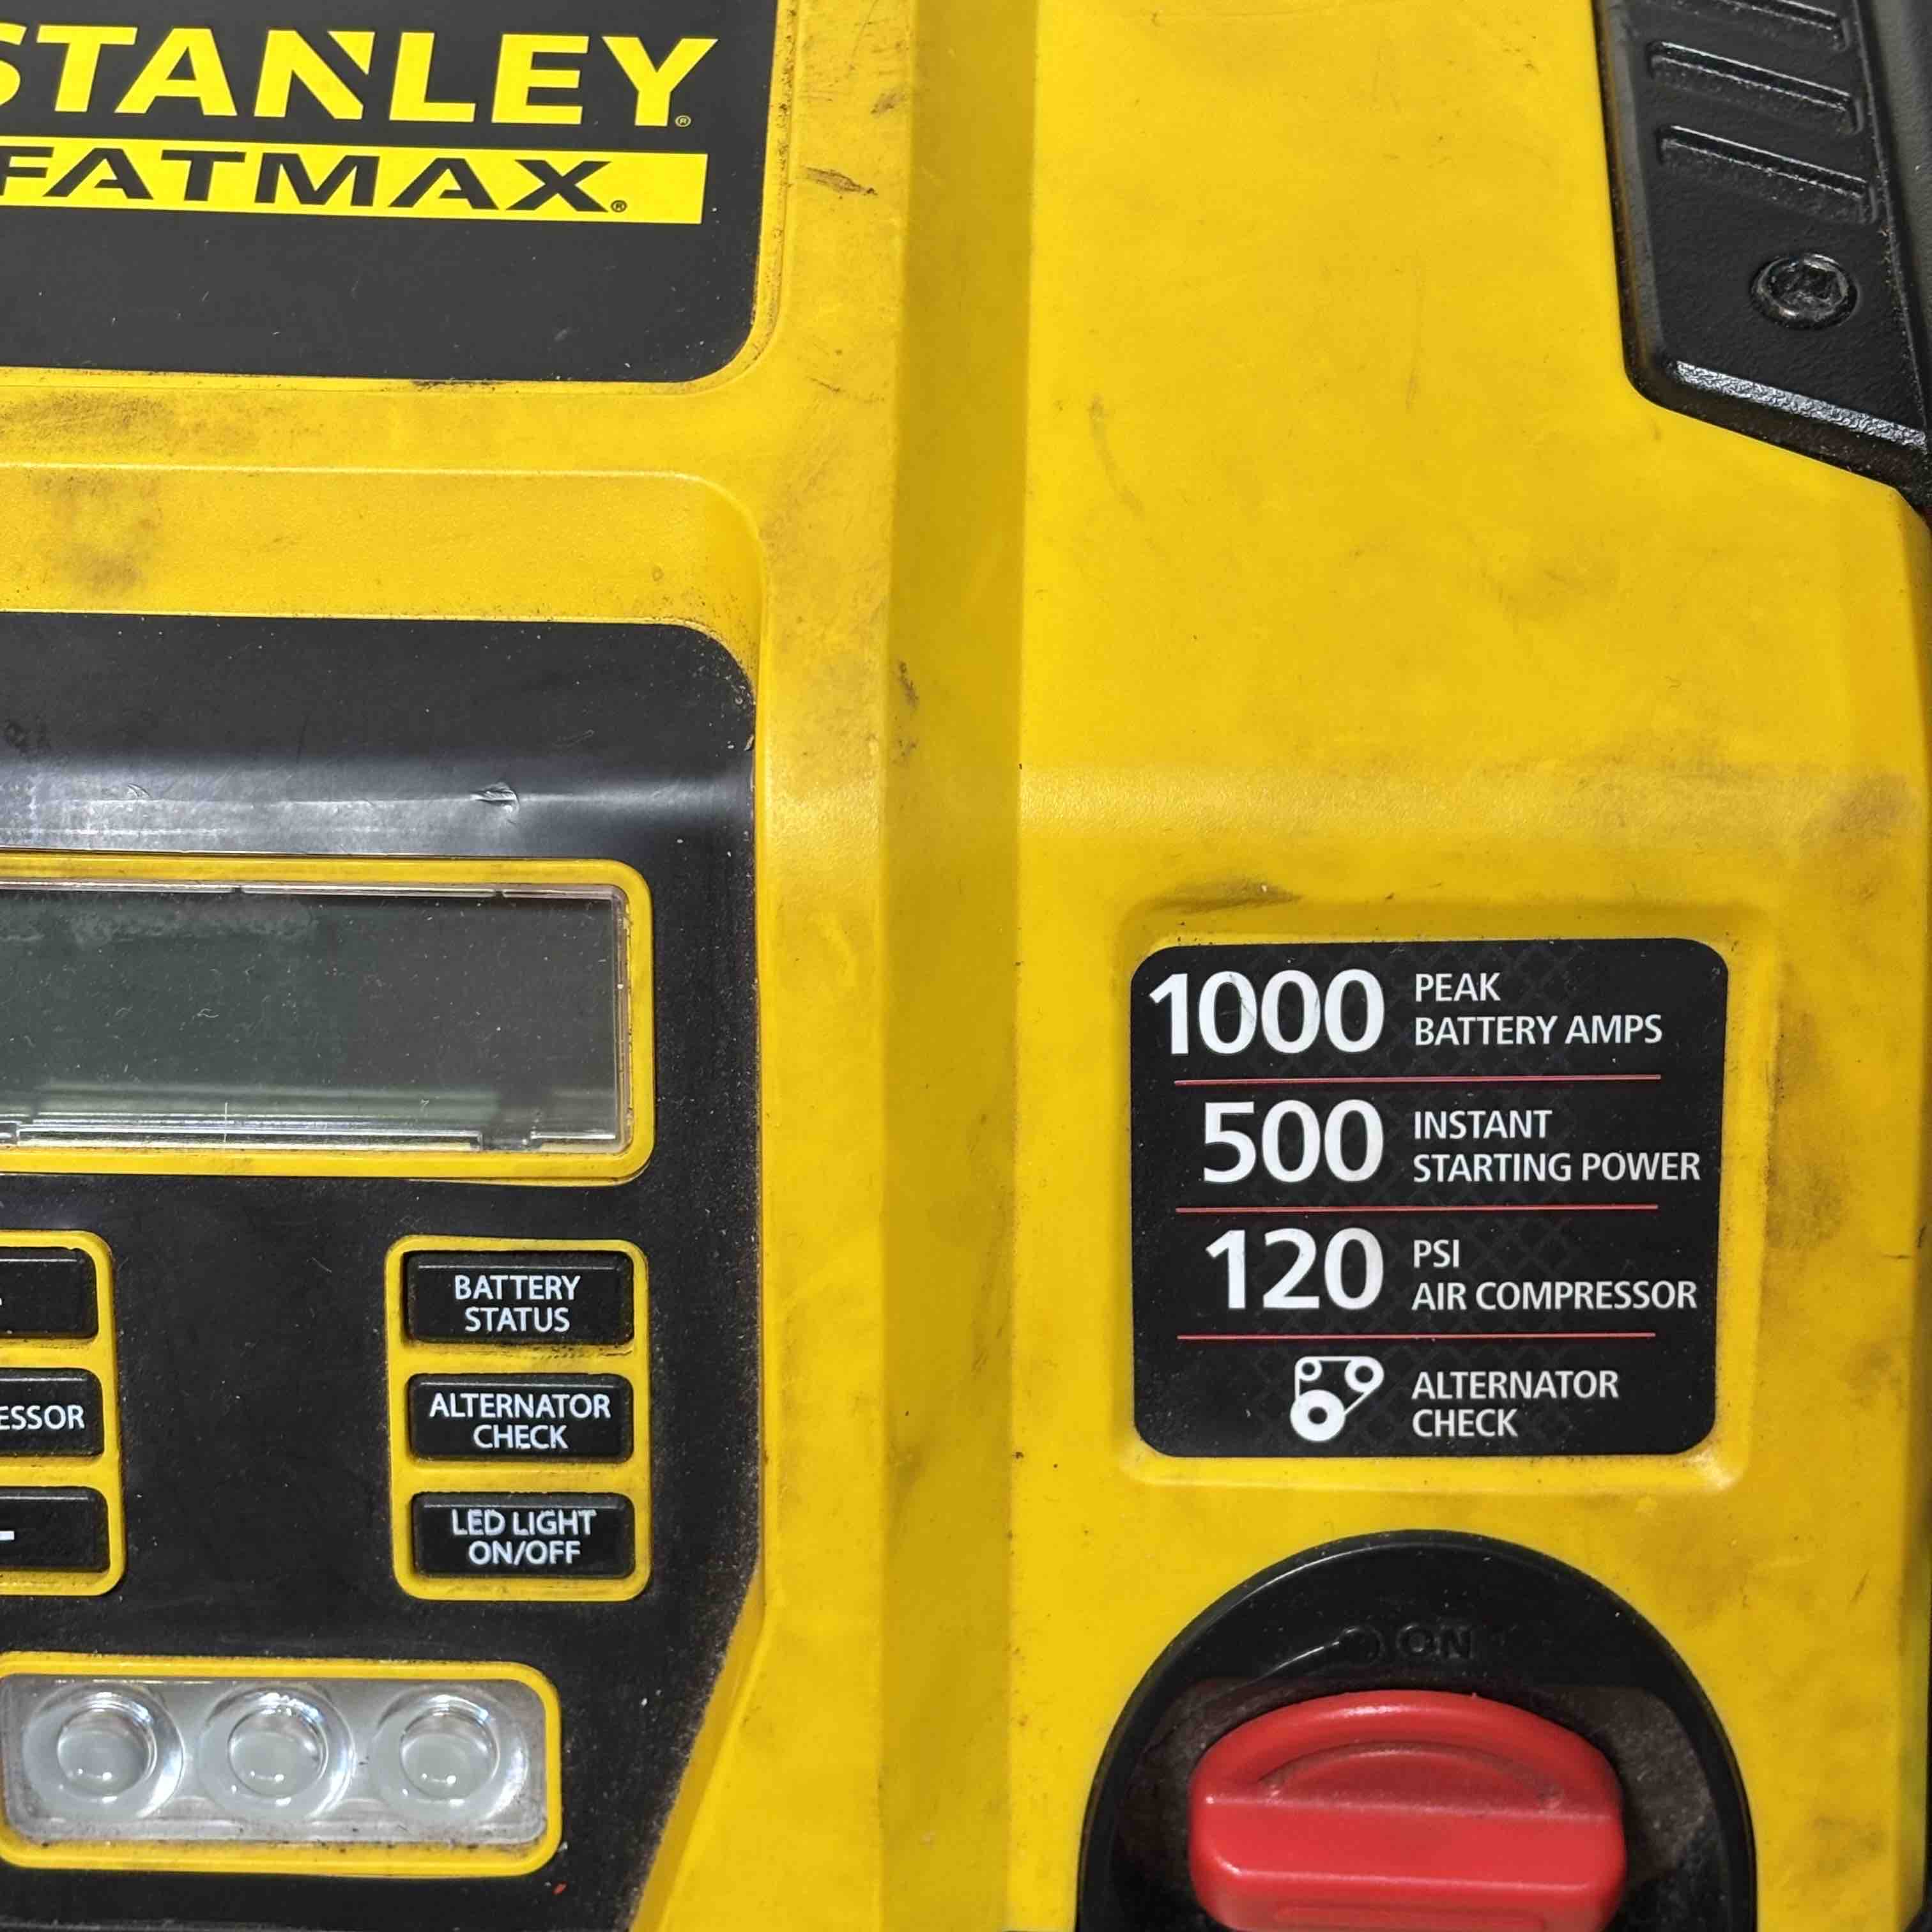 STANLEY®
FATMAX®
1000 PEAK
BATTERY AMPS
500 INSTANT
STARTING POWER
120 PSI
AIR COMPRESSOR
ALTERNATOR
CHECK
BATTERY
STATUS
ESSOR
ALTERNATOR
CHECK
LED LIGHT
ON/OFF
ON